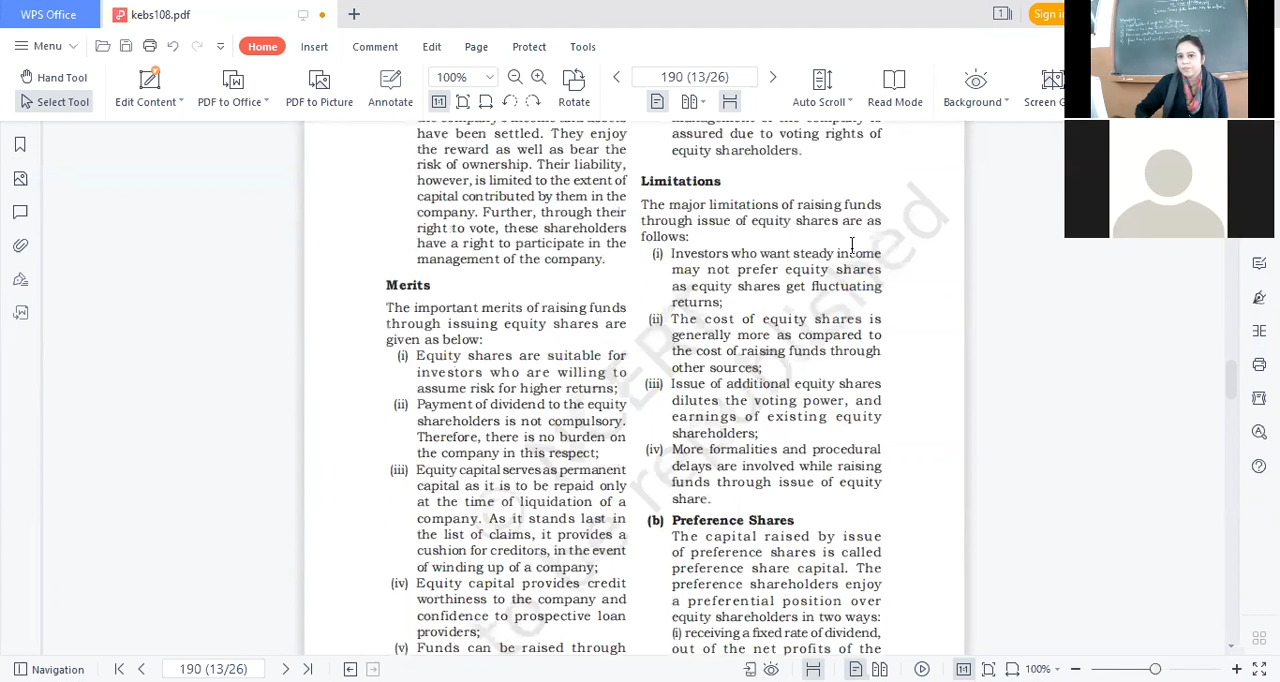 WPS Office
kebs108.pdf
1
Sign in
Menu
Home
Insert
Comment
Edit
Page
Protect
Tools
Hand Tool
Select Tool
Edit Content
PDF to Office
PDF to Picture
Annotate
100%
Rotate
190 (13/26)
Auto Scroll
Read Mode
Background
Screen G
have been settled. They enjoy
the reward as well as bear the
risk of ownership. Their liability,
however, is limited to the extent of
capital contributed by them in the
company. Further, through their
right to vote, these shareholders
have a right to participate in the
management of the company.
Merits
The important merits of raising funds
through issuing equity shares are
given as below:
(i) Equity shares are suitable for
investors who are willing to
assume risk for higher returns;
(ii) Payment of dividend to the equity
shareholders is not compulsory.
Therefore, there is no burden on
the company in this respect;
(iii) Equity capital serves as permanent
capital as it is to be repaid only
at the time of liquidation of a
company. As it stands last in
the list of claims, it provides a
cushion for creditors, in the event
of winding up of a company;
(iv) Equity capital provides credit
worthiness to the company and
confidence to prospective loan
providers;
(v) Funds can be raised through
assured due to voting rights of
equity shareholders.
Limitations
The major limitations of raising funds
through issue of equity shares are as
follows:
(i) Investors who want steady income
may not prefer equity shares
as equity shares get fluctuating
returns;
(ii) The cost of equity shares is
generally more as compared to
the cost of raising funds through
other sources;
(iii) Issue of additional equity shares
dilutes the voting power, and
earnings of existing equity
shareholders;
(iv) More formalities and procedural
delays are involved while raising
funds through issue of equity
share.
(b) Preference Shares
The capital raised by issue
of preference shares is called
preference share capital. The
preference shareholders enjoy
a preferential position over
equity shareholders in two ways:
(i) receiving a fixed rate of dividend,
out of the net profits of the
© NCERT
to be republished
Navigation
190 (13/26)
100%